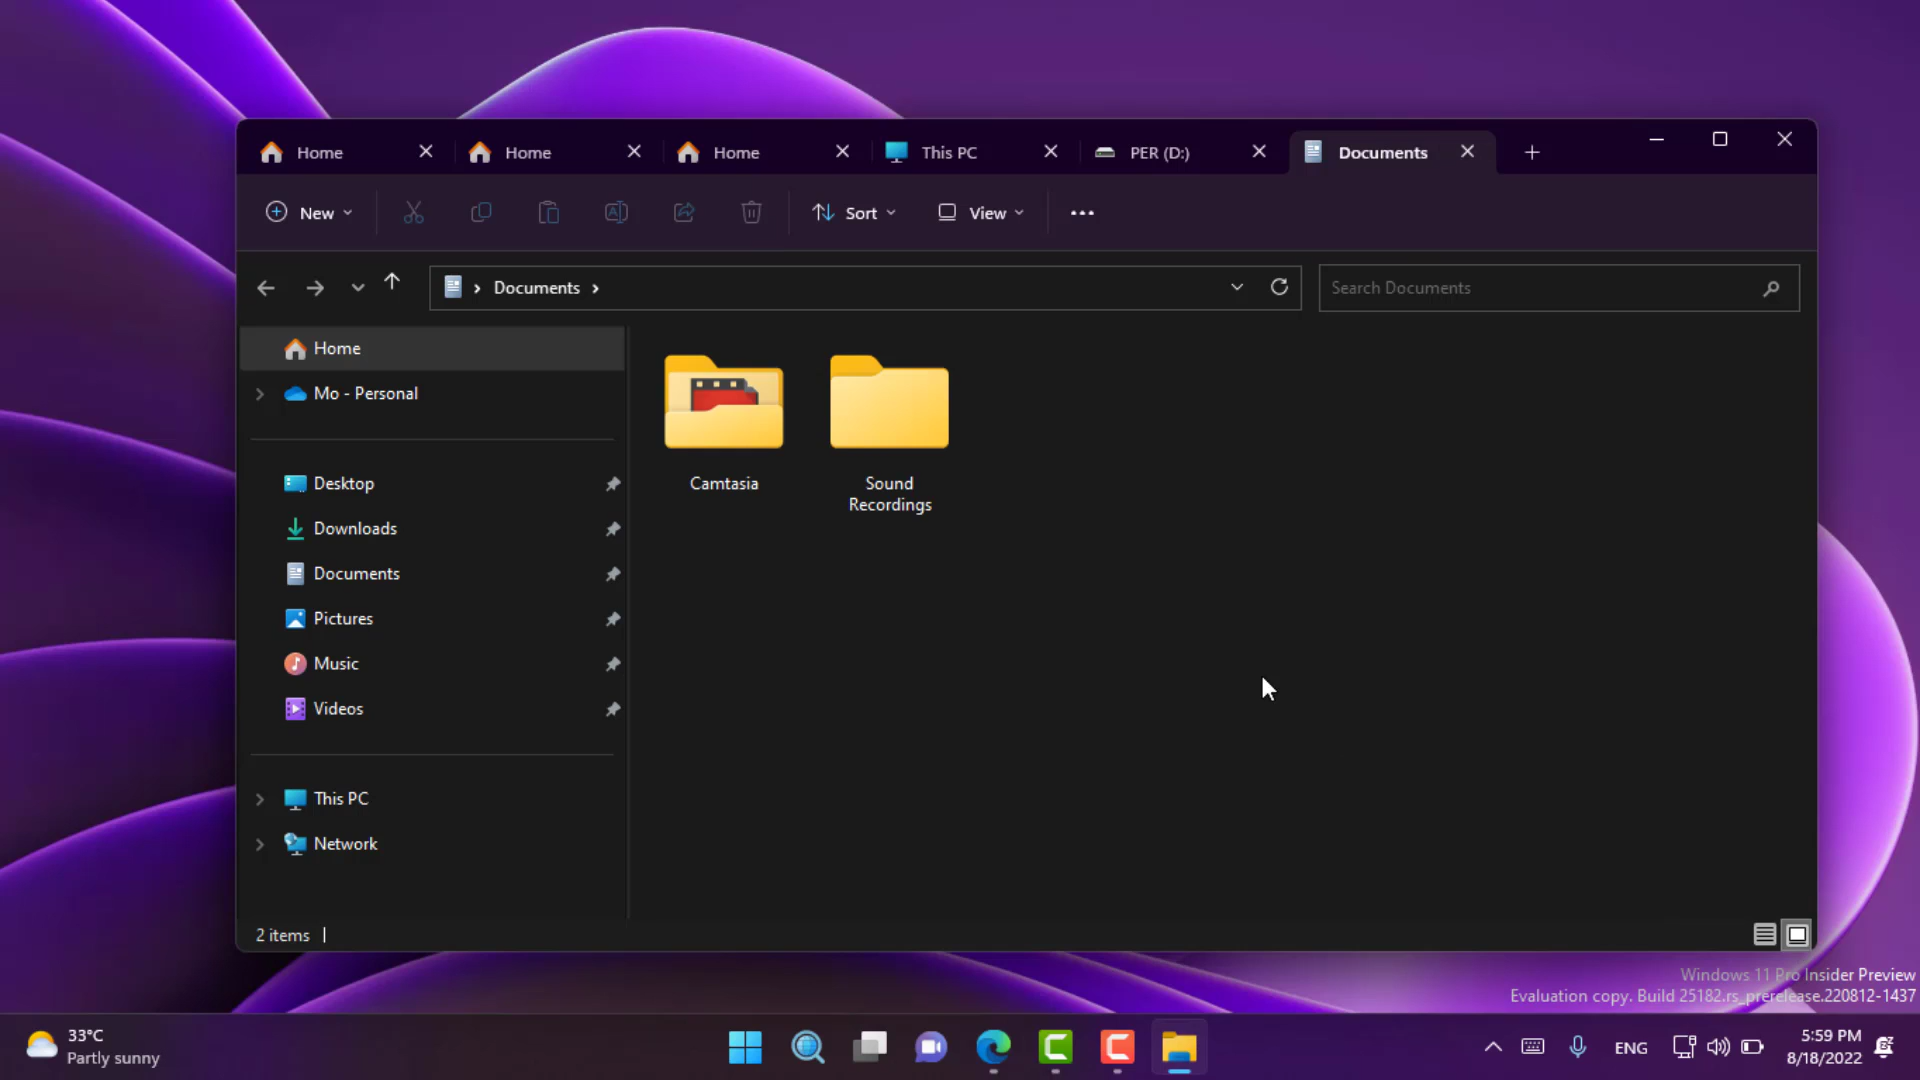 Home
Home
Home
This PC
PER (D:)
Documents
New
Sort
View
Documents
Search Documents
Home
Mo - Personal
Desktop
Downloads
Documents
Pictures
Music
Videos
This PC
Network
Camtasia
Sound
Recordings
2 items
Windows 11 Pro Insider Preview
Evaluation copy. Build 25182.rs_prerelease.220812-1437
33°C
Partly sunny
ENG
5:59 PM
8/18/2022